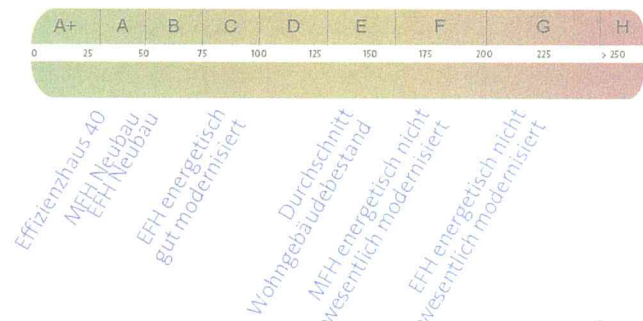 A+ A B C D E F G H
0 25 50 75 100 125 150 175 200 225 > 250
Effizienzhaus 40
MFH Neubau
EFH Neubau
EFH energetisch
gut modernisiert
Durchschnitt
Wohngebäudebestand
MFH energetisch nicht
wesentlich modernisiert
EFH energetisch nicht
wesentlich modernisiert